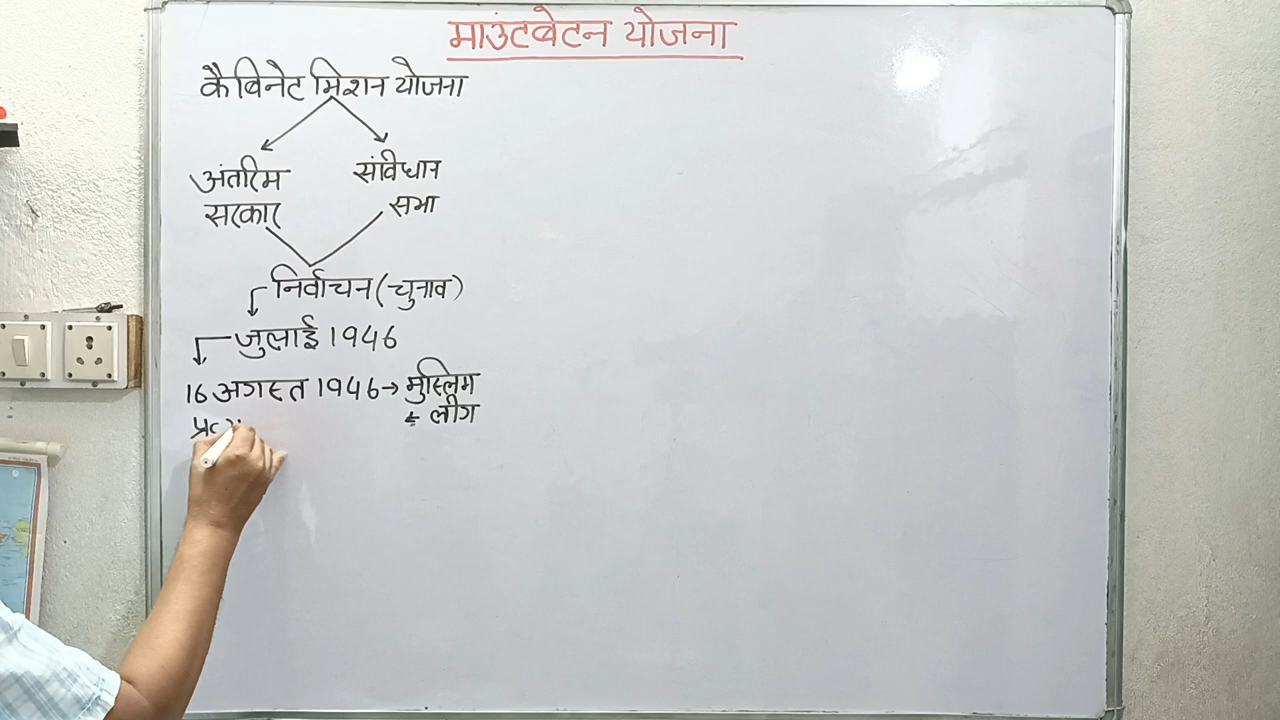 माउंटबेटन योजना
कैबिनेट मिशन योजना
अंतरिम
सरकार
संविधान
सभा
निर्वाचन (चुनाव)
जुलाई 1946
16 अगस्त 1946 → मुस्लिम
← लीग